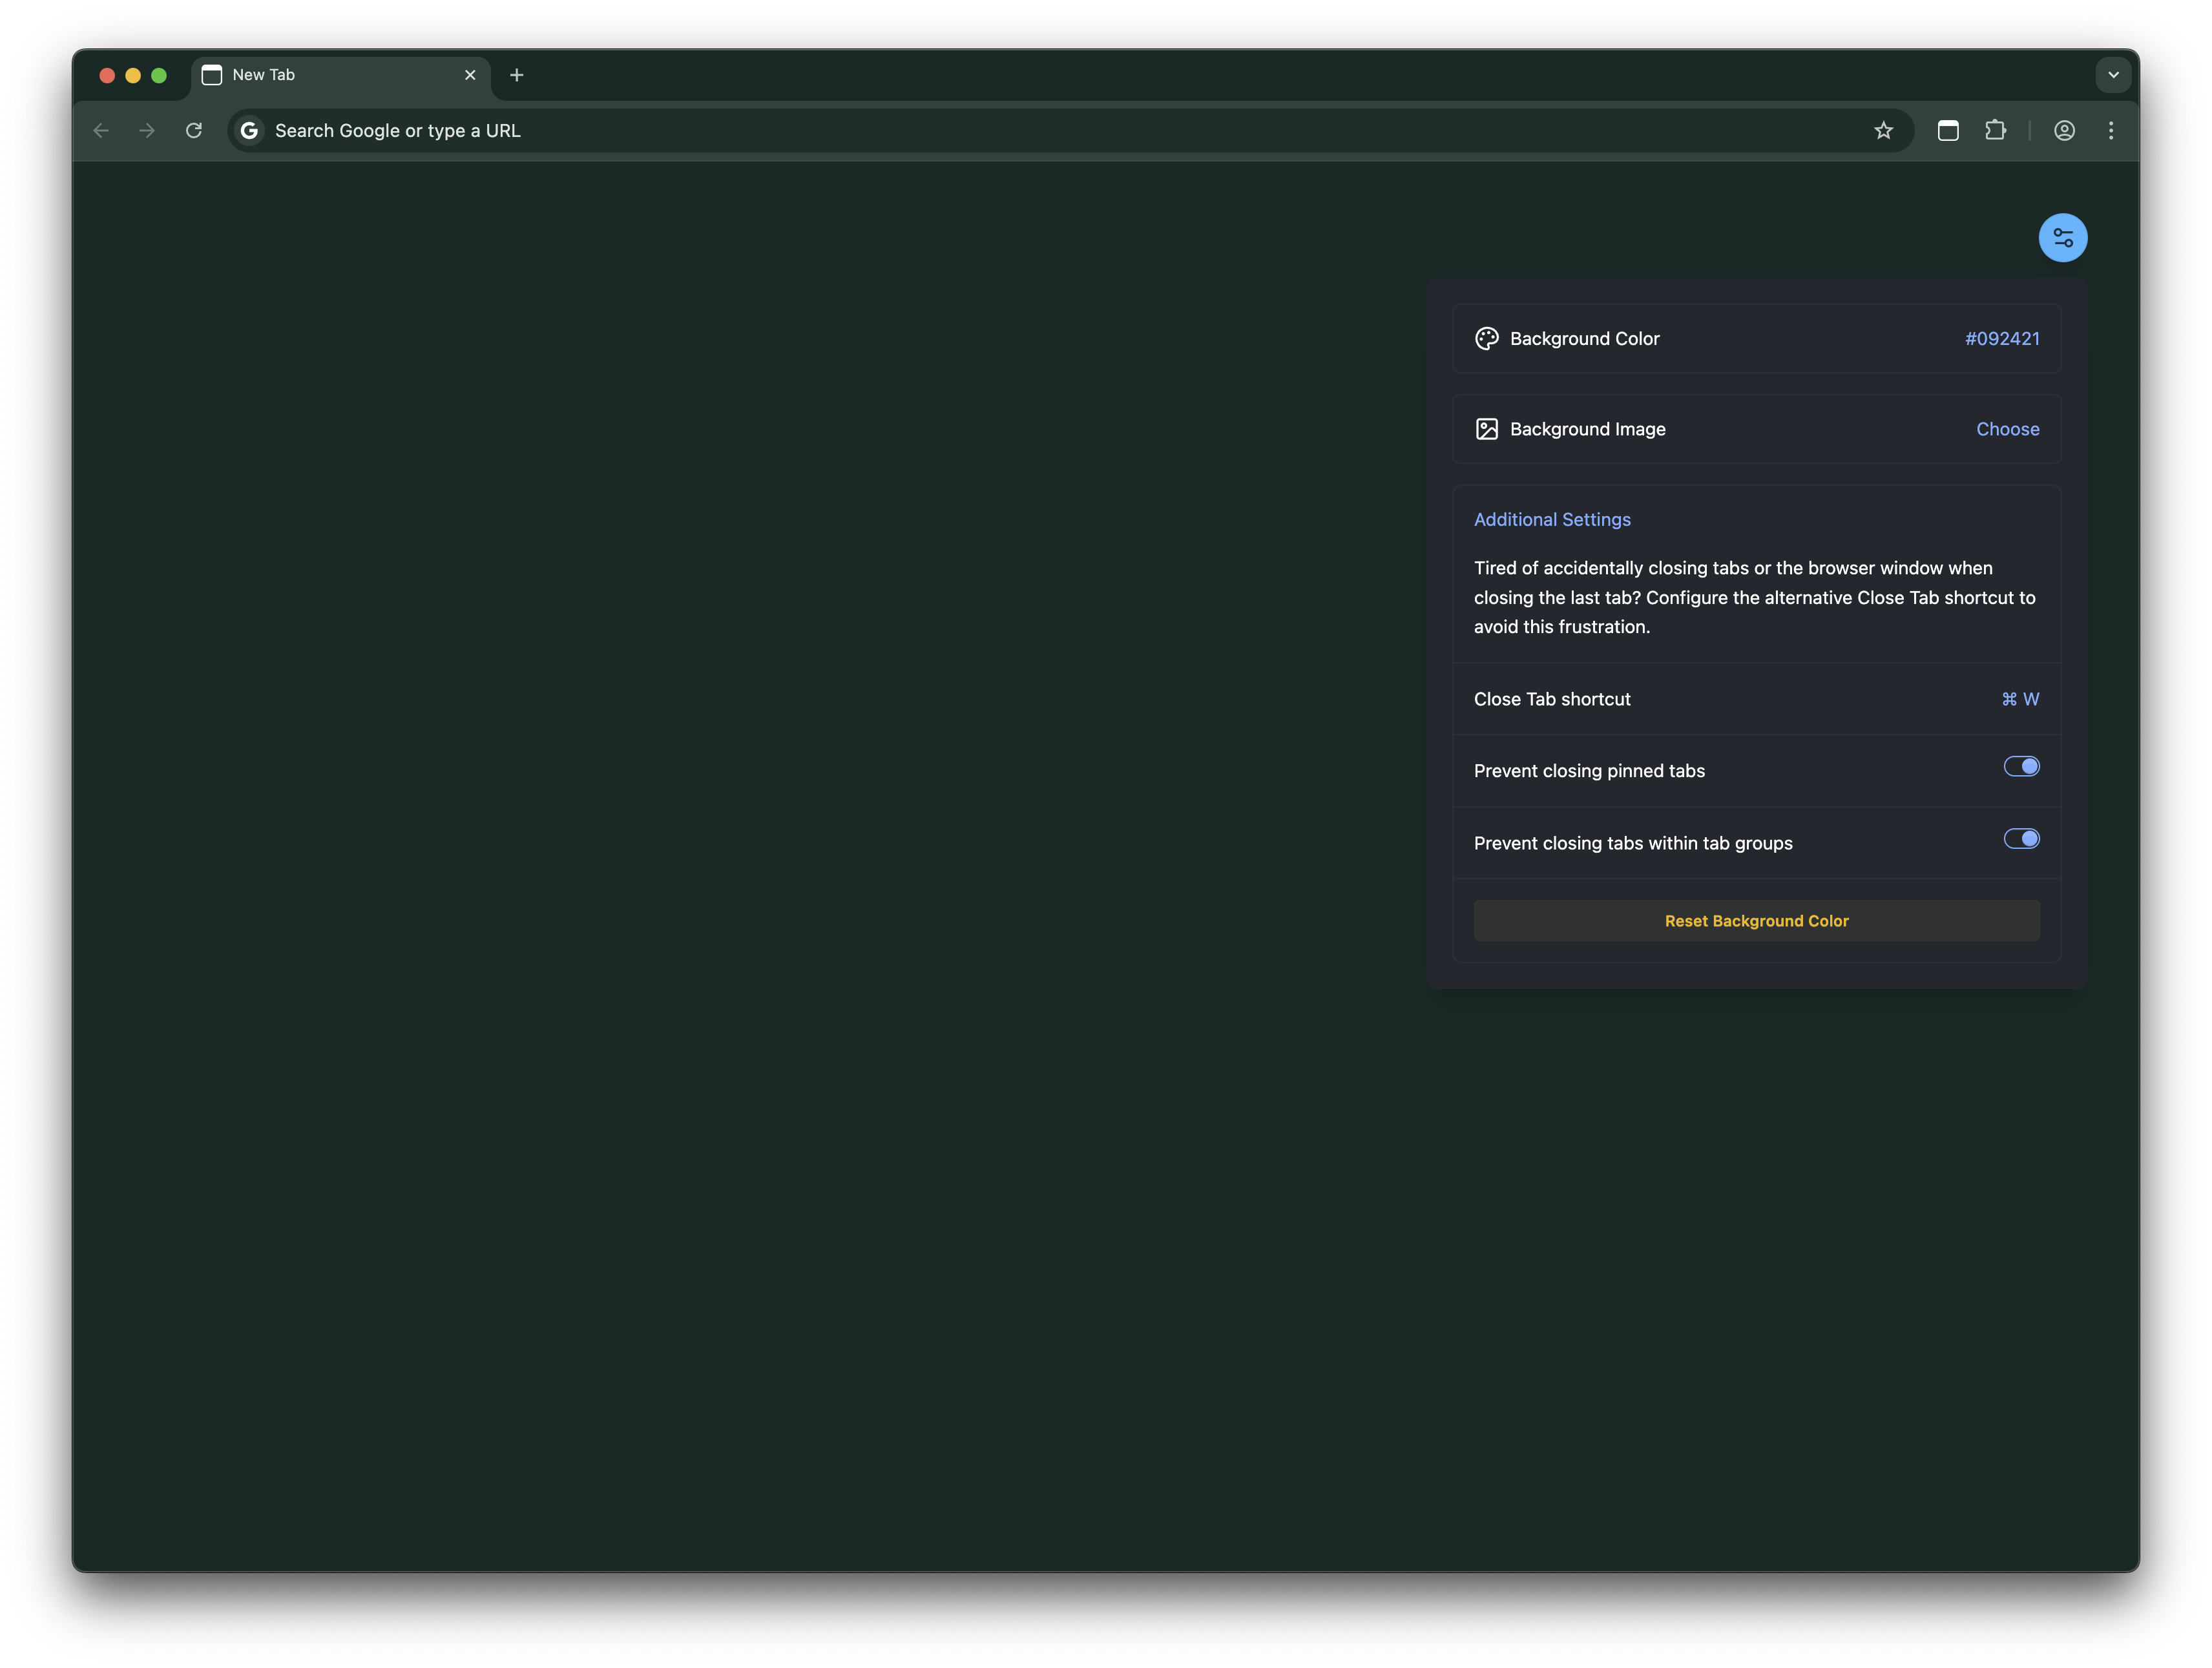 New Tab
Search Google or type a URL
Background Color
#092421
Background Image
Choose
Additional Settings
Tired of accidentally closing tabs or the browser window when
closing the last tab? Configure the alternative Close Tab shortcut to
avoid this frustration.
Close Tab shortcut
⌘ W
Prevent closing pinned tabs
Prevent closing tabs within tab groups
Reset Background Color